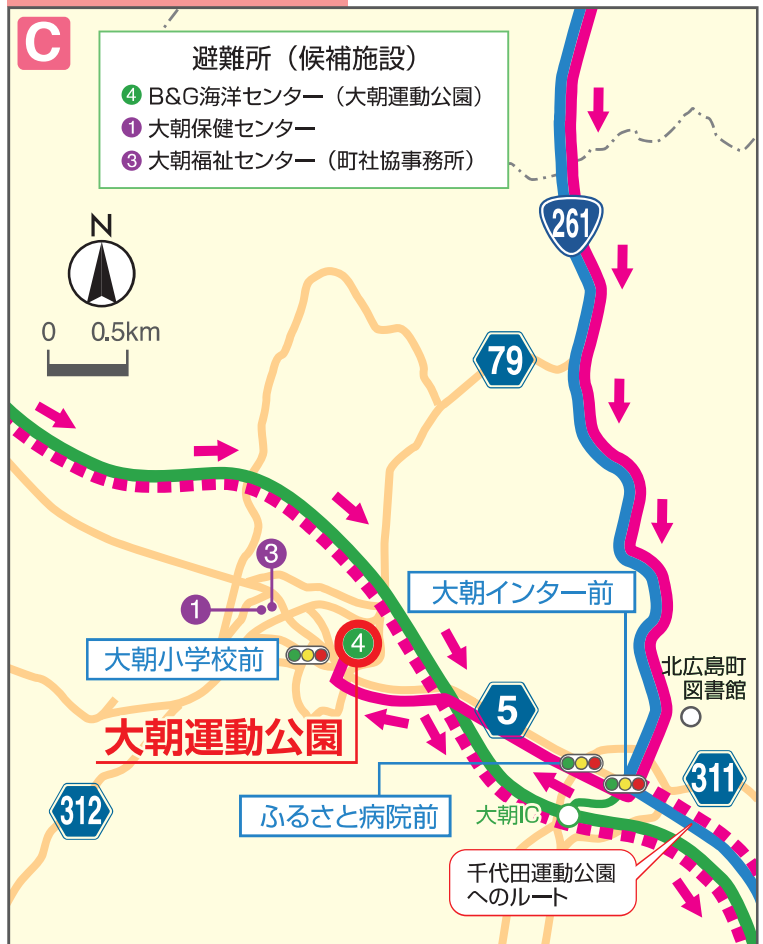 C
避難所（候補施設）
4 B&G海洋センター（大朝運動公園）
1 大朝保健センター
3 大朝福祉センター（町社協事務所）
N
0 0.5km
261
79
3
1
大朝インター前
4
大朝小学校前
北広島町
図書館
5
大朝運動公園
311
312
ふるさと病院前
大朝IC
千代田運動公園
へのルート